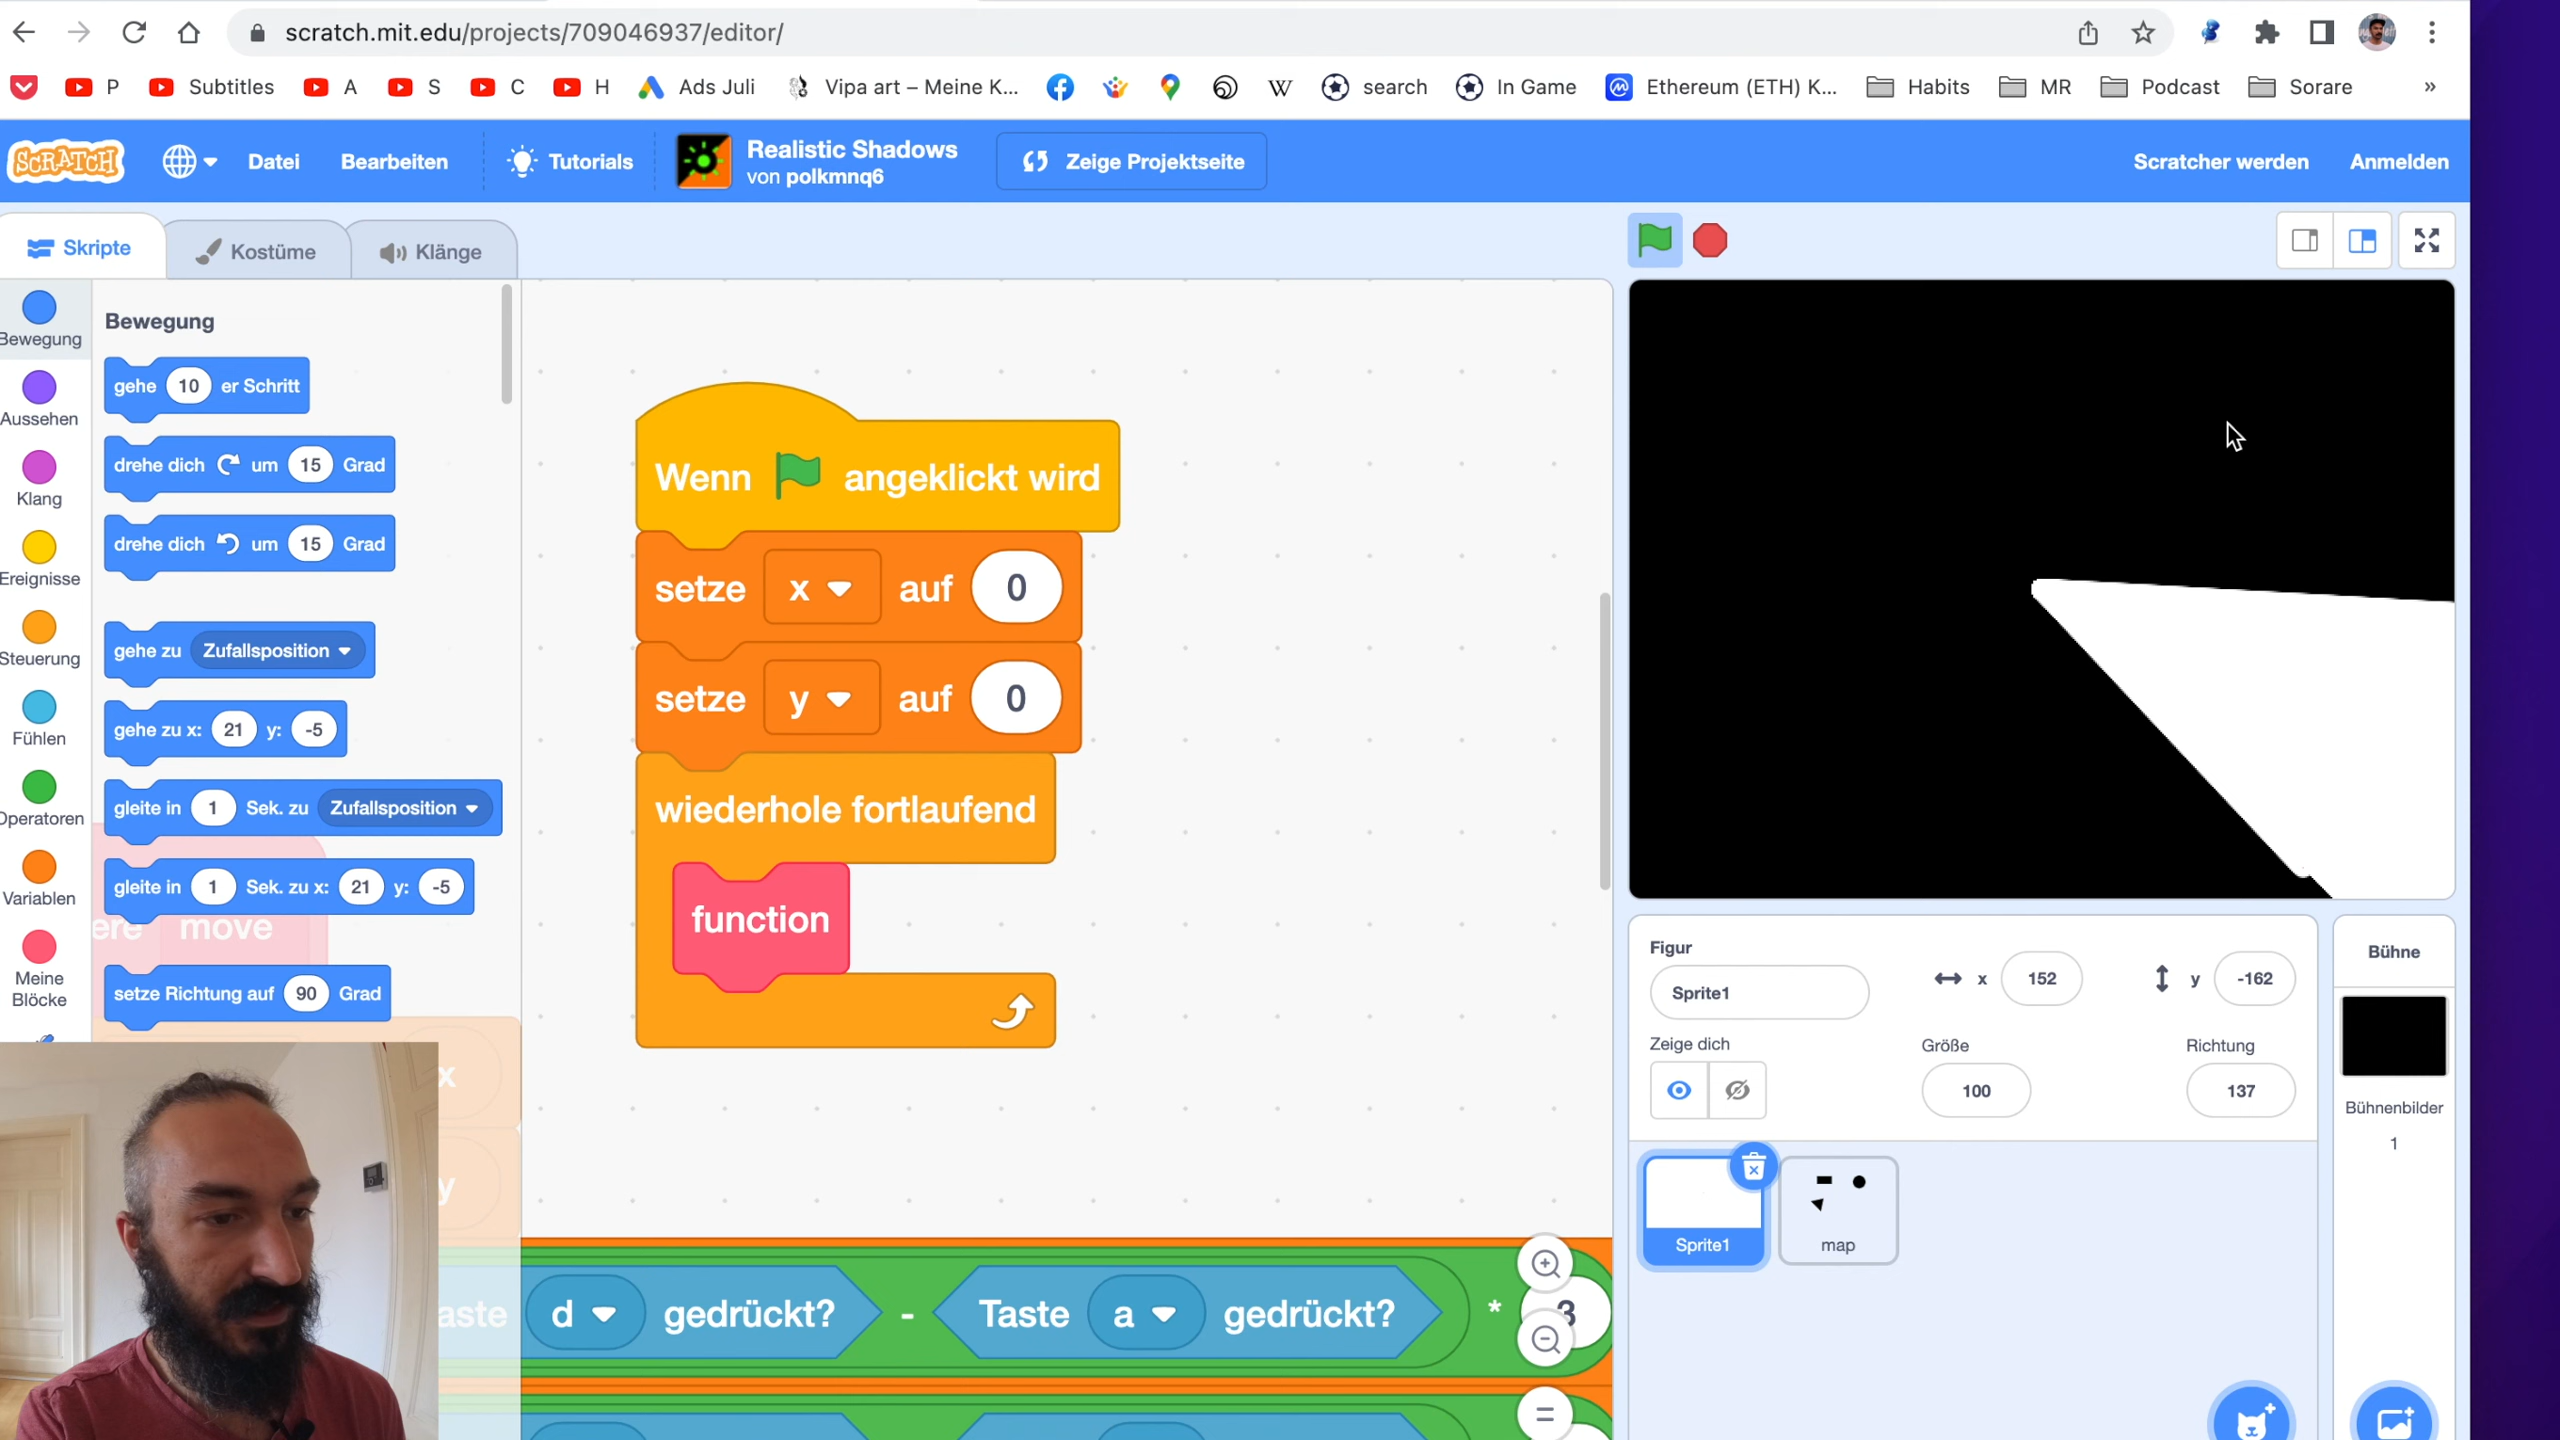 scratch.mit.edu/projects/709046937/editor/
P Subtitles A S C H Ads Juli Vipa art – Meine K... W search In Game Ethereum (ETH) K... Habits MR Podcast Sorare »
SCRATCH Datei Bearbeiten Tutorials Realistic Shadows Zeige Projektseite Scratcher werden Anmelden
von polkmnq6
Skripte Kostüme Klänge
Bewegung
Aussehen
Klang
Ereignisse
Steuerung
Fühlen
Operatoren
Variablen
Meine
Blöcke
Bewegung
gehe 10 er Schritt
drehe dich um 15 Grad
drehe dich um 15 Grad
gehe zu Zufallsposition
gehe zu x: 21 y: -5
gleite in 1 Sek. zu Zufallsposition
gleite in 1 Sek. zu x: 21 y: -5
ere move
setze Richtung auf 90 Grad
x
y
Wenn angeklickt wird
setze x auf 0
setze y auf 0
wiederhole fortlaufend
function
aste d gedrückt? - Taste a gedrückt? * 3
Figur
Sprite1 x 152 y -162
Zeige dich Größe Richtung
100 137
Sprite1 map
Bühne
Bühnenbilder
1